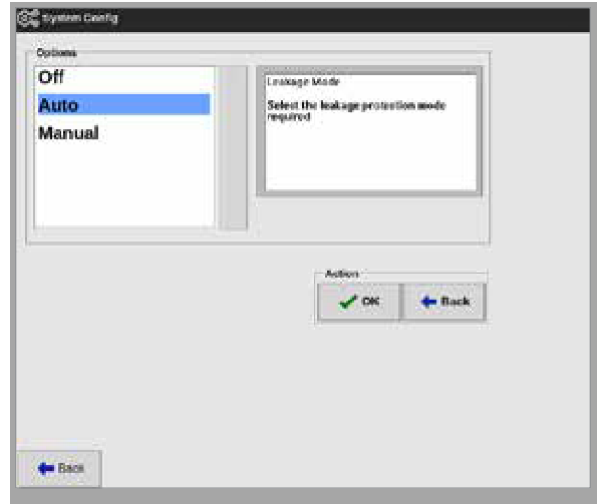 System Config
Options
Off
Auto
Manual
Leakage Mode
Select the leakage protection mode
required
Action
OK
Back
Back